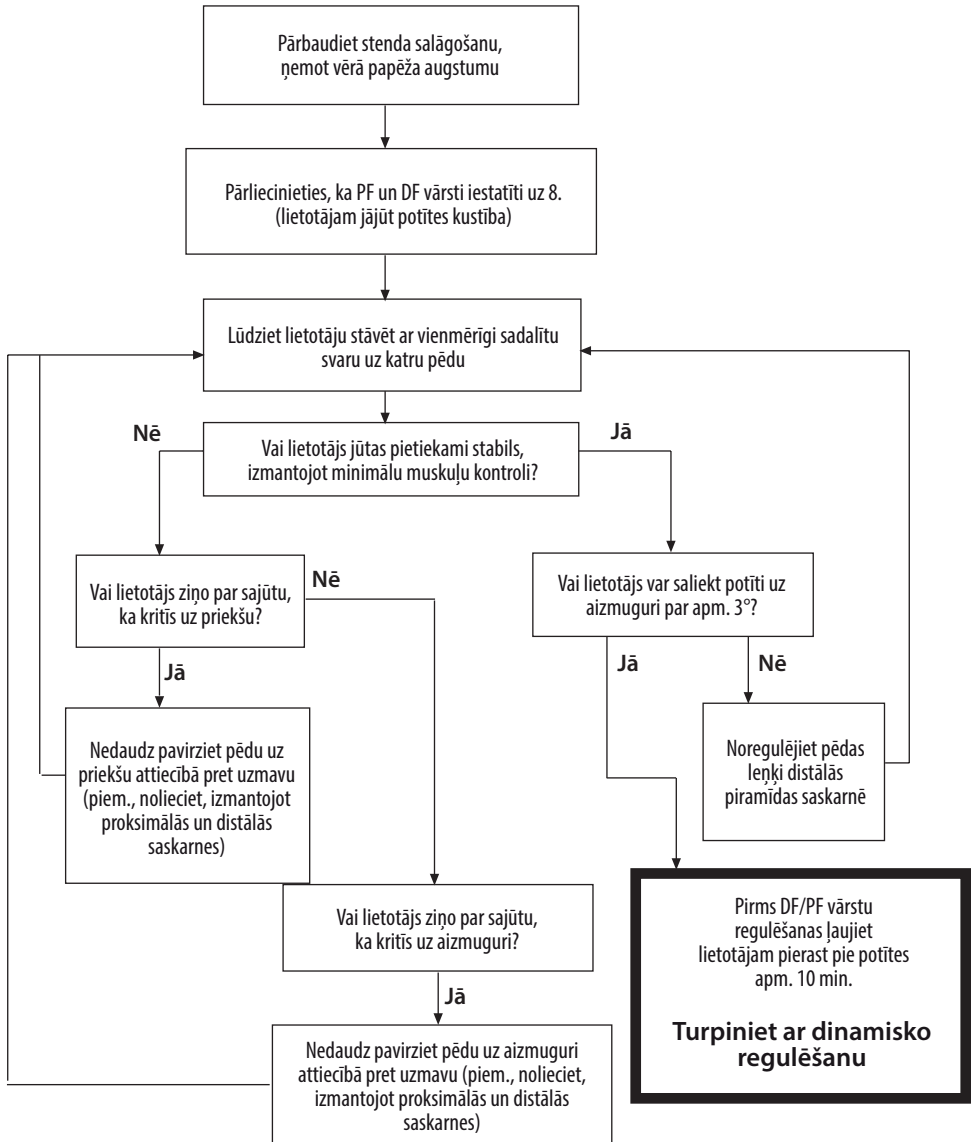 Pārbaudiet stenda salāgošanu,
ņemot vērā papēža augstumu
Pārliecinieties, ka PF un DF vārsti iestatīti uz 8.
(lietotājam jājūt potītes kustība)
Lūdziet lietotāju stāvēt ar vienmērīgi sadalītu
svaru uz katru pēdu
Nē
Jā
Vai lietotājs jūtas pietiekami stabils,
izmantojot minimālu muskuļu kontroli?
Vai lietotājs ziņo par sajūtu,
ka kritīs uz priekšu?
Nē
Vai lietotājs var saliekt potīti uz
aizmuguri par apm. 3°?
Jā
Jā
Nē
Nedaudz pavirziet pēdu uz
priekšu attiecībā pret uzmavu
(piem., nolieciet, izmantojot
proksimālās un distālās
saskarnes)
Noregulējiet pēdas
leņķi distālās
piramīdas saskarnē
Vai lietotājs ziņo par sajūtu,
ka kritīs uz aizmuguri?
Jā
Nedaudz pavirziet pēdu uz aizmuguri
attiecībā pret uzmavu (piem., nolieciet,
izmantojot proksimālās un distālās
saskarnes)
Pirms DF/PF vārstu
regulēšanas ļaujiet
lietotājam pierast pie potītes
apm. 10 min.
Turpiniet ar dinamisko
regulēšanu